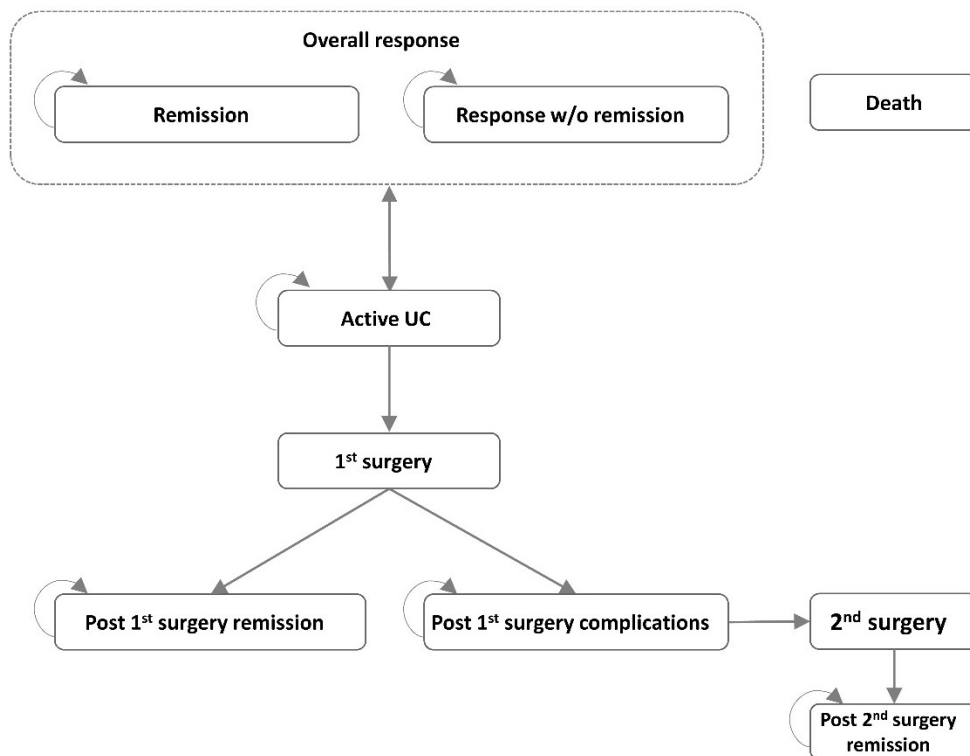 Overall response
Remission
Response w/o remission
Death
Active UC
1st surgery
Post 1st surgery remission
Post 1st surgery complications
2nd surgery
Post 2nd surgery
remission